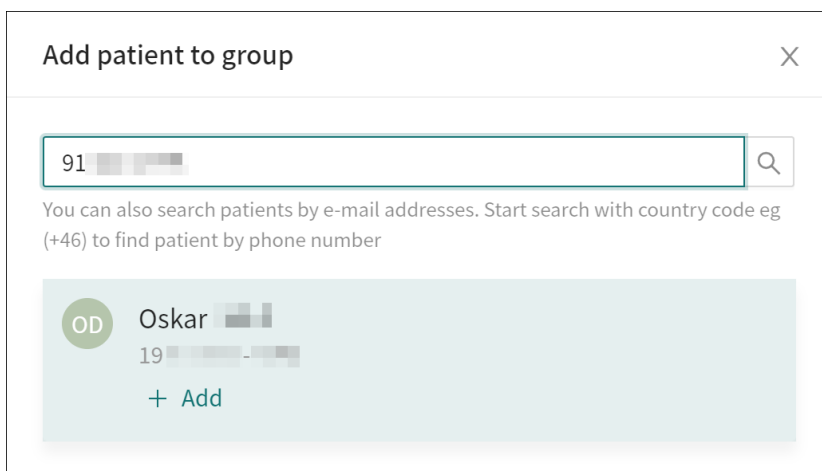 Add patient to group
91
You can also search patients by e-mail addresses. Start search with country code eg
(+46) to find patient by phone number
OD
Oskar
19 -
+ Add